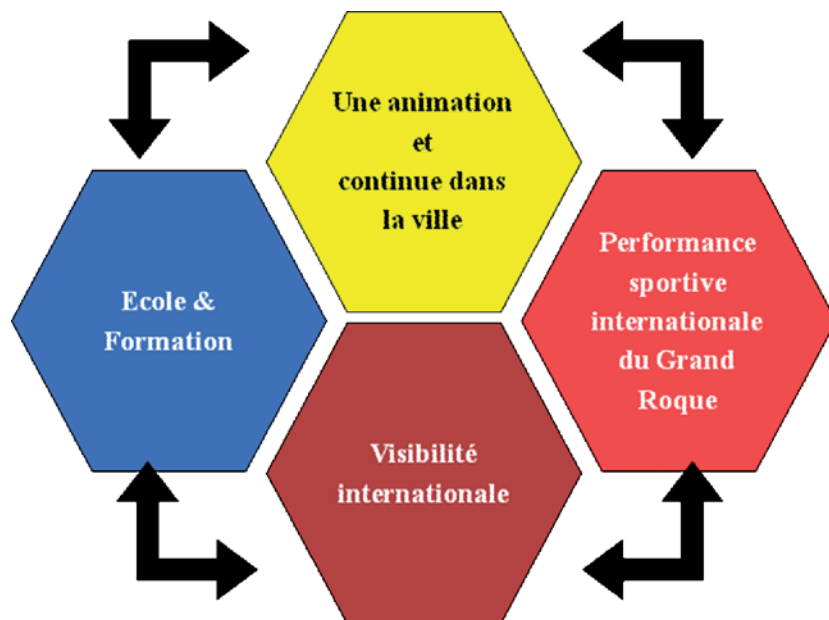 Une animation
et
continue dans
la ville
Ecole &
Formation
Performance
sportive
internationale
du Grand
Roque
Visibilité
internationale